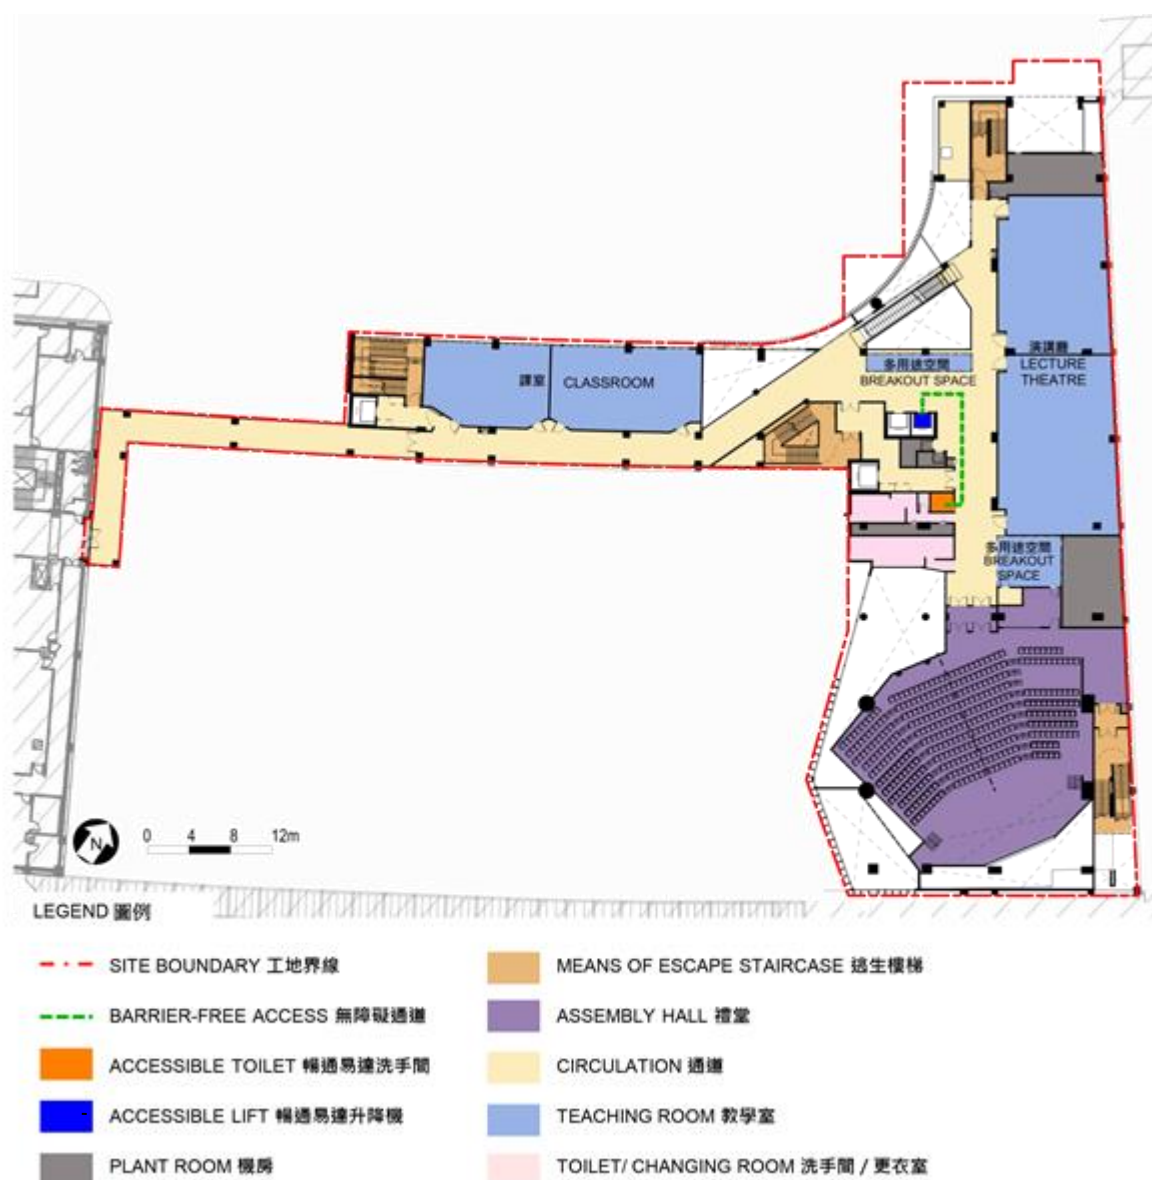 演講廳
LECTURE
THEATRE
多用途空間
BREAKOUT SPACE
課室 CLASSROOM
多用途空間
BREAKOUT
SPACE
N
0 4 8 12m
LEGEND 圖例
SITE BOUNDARY 工地界線
BARRIER-FREE ACCESS 無障礙通道
ACCESSIBLE TOILET 暢通易達洗手間
ACCESSIBLE LIFT 暢通易達升降機
PLANT ROOM 機房
MEANS OF ESCAPE STAIRCASE 逃生樓梯
ASSEMBLY HALL 禮堂
CIRCULATION 通道
TEACHING ROOM 教學室
TOILET/ CHANGING ROOM 洗手間 / 更衣室